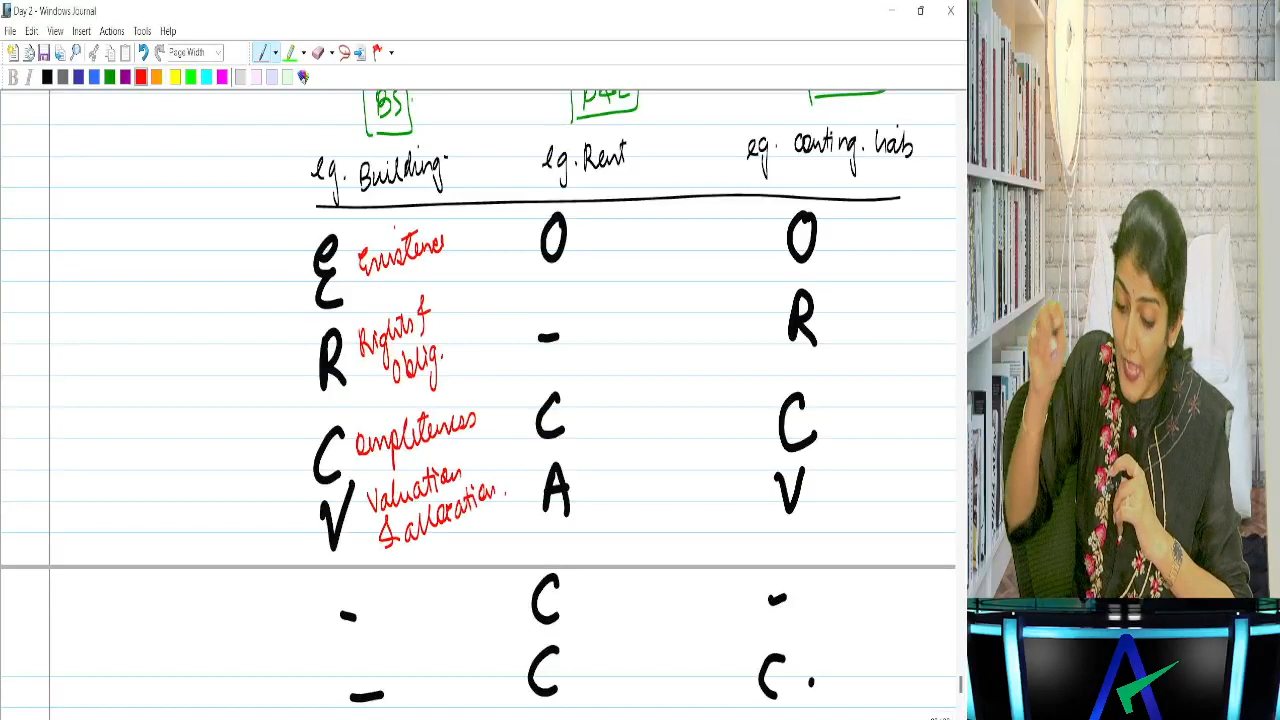 Day 2 - Windows Journal
File Edit View Insert Actions Tools Help
Page Width
B I
BS P&L
eg. Building eg. Rent eg. conting. liab
E Existence O O
R Rights & - R
Oblig.
C ompleteness C C
V Valuation A V
& allocation.
- C -
- C C.